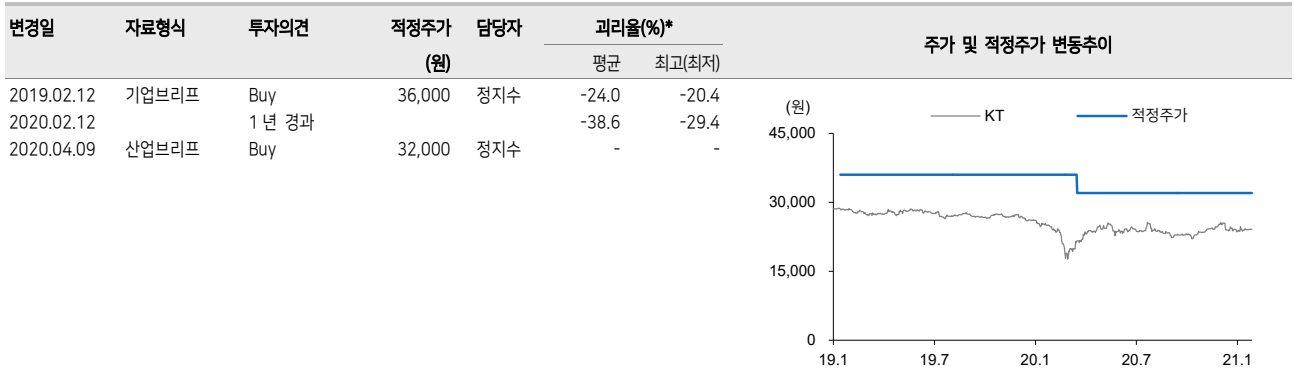 변경일 자료형식 투자의견 적정주가 담당자 괴리율(%)* 주가 및 적정주가 변동추이
(원) 평균 최고(최저)
2019.02.12 기업브리프 Buy 36,000 정지수 -24.0 -20.4
2020.02.12 1년 경과 -38.6 -29.4
2020.04.09 산업브리프 Buy 32,000 정지수 - -
(원) KT 적정주가
45,000
30,000
15,000
0
19.1 19.7 20.1 20.7 21.1